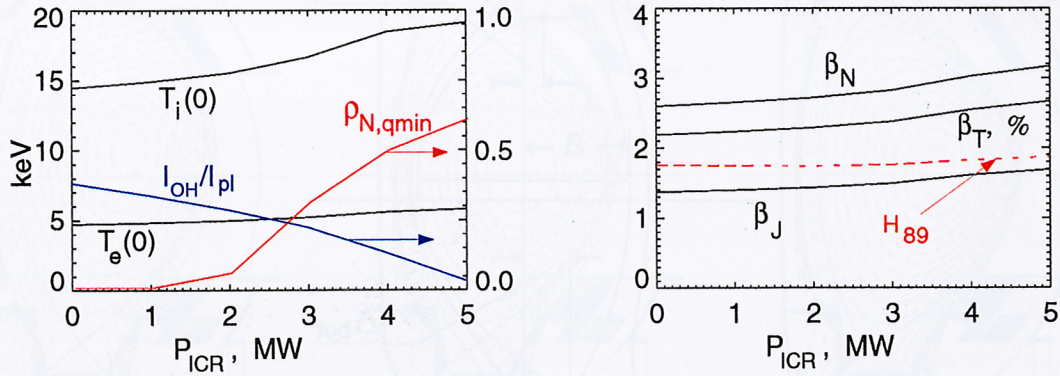 20
15
10
5
0
keV
T_i(0)
I_OH/I_pl
T_e(0)
ρ_N,qmin
1.0
0.5
0.0
0 1 2 3 4 5
P_ICR, MW
4
3
2
1
0
β_N
β_T, %
β_J
H_89
0 1 2 3 4 5
P_ICR, MW